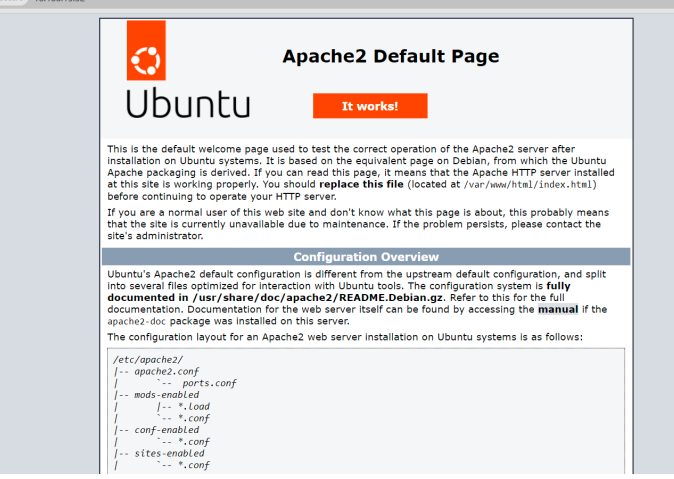 Apache2 Default Page
Ubuntu
It works!
This is the default welcome page used to test the correct operation of the Apache2 server after
installation on Ubuntu systems. It is based on the equivalent page on Debian, from which the Ubuntu
Apache packaging is derived. If you can read this page, it means that the Apache HTTP server installed
at this site is working properly. You should replace this file (located at /var/www/html/index.html)
before continuing to operate your HTTP server.
If you are a normal user of this web site and don't know what this page is about, this probably means
that the site is currently unavailable due to maintenance. If the problem persists, please contact the
site's administrator.
Configuration Overview
Ubuntu's Apache2 default configuration is different from the upstream default configuration, and split
into several files optimized for interaction with Ubuntu tools. The configuration system is fully
documented in /usr/share/doc/apache2/README.Debian.gz. Refer to this for the full
documentation. Documentation for the web server itself can be found by accessing the manual if the
apache2-doc package was installed on this server.
The configuration layout for an Apache2 web server installation on Ubuntu systems is as follows:
/etc/apache2/
|-- apache2.conf
|       `--  ports.conf
|-- mods-enabled
|       |-- *.load
|       `-- *.conf
|-- conf-enabled
|       `-- *.conf
|-- sites-enabled
|       `-- *.conf